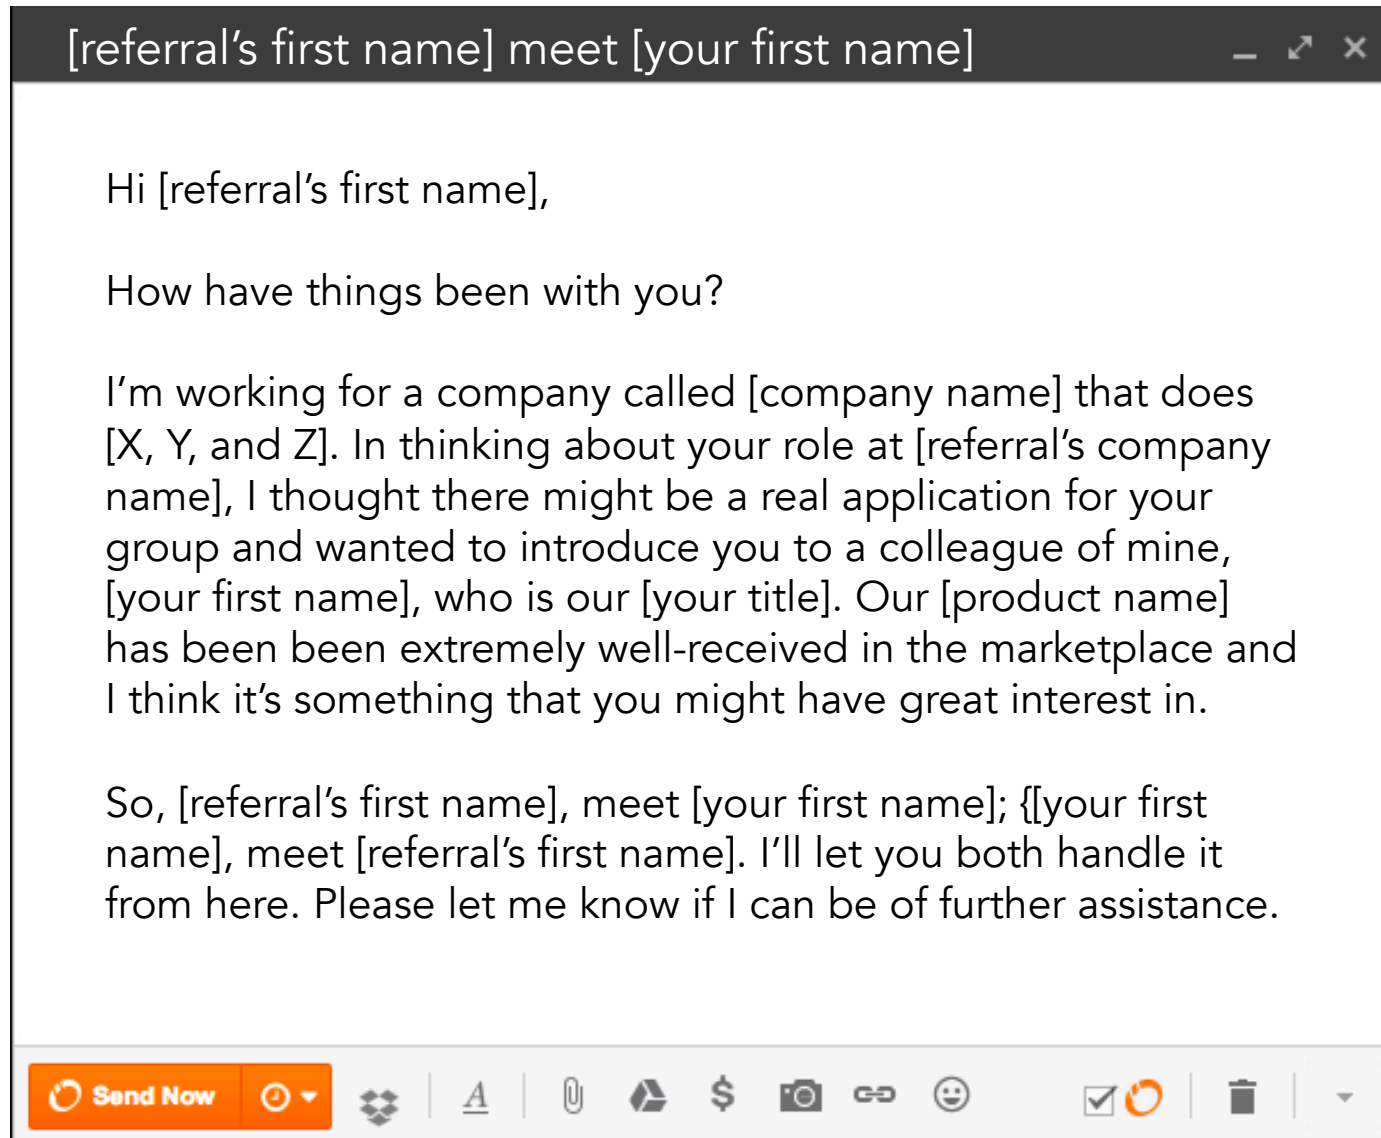 [referral’s first name] meet [your first name]
Hi [referral’s first name],
How have things been with you?
I’m working for a company called [company name] that does
[X, Y, and Z]. In thinking about your role at [referral’s company
name], I thought there might be a real application for your
group and wanted to introduce you to a colleague of mine,
[your first name], who is our [your title]. Our [product name]
has been been extremely well-received in the marketplace and
I think it’s something that you might have great interest in.
So, [referral’s first name], meet [your first name]; {[your first
name], meet [referral’s first name]. I’ll let you both handle it
from here. Please let me know if I can be of further assistance.
Send Now